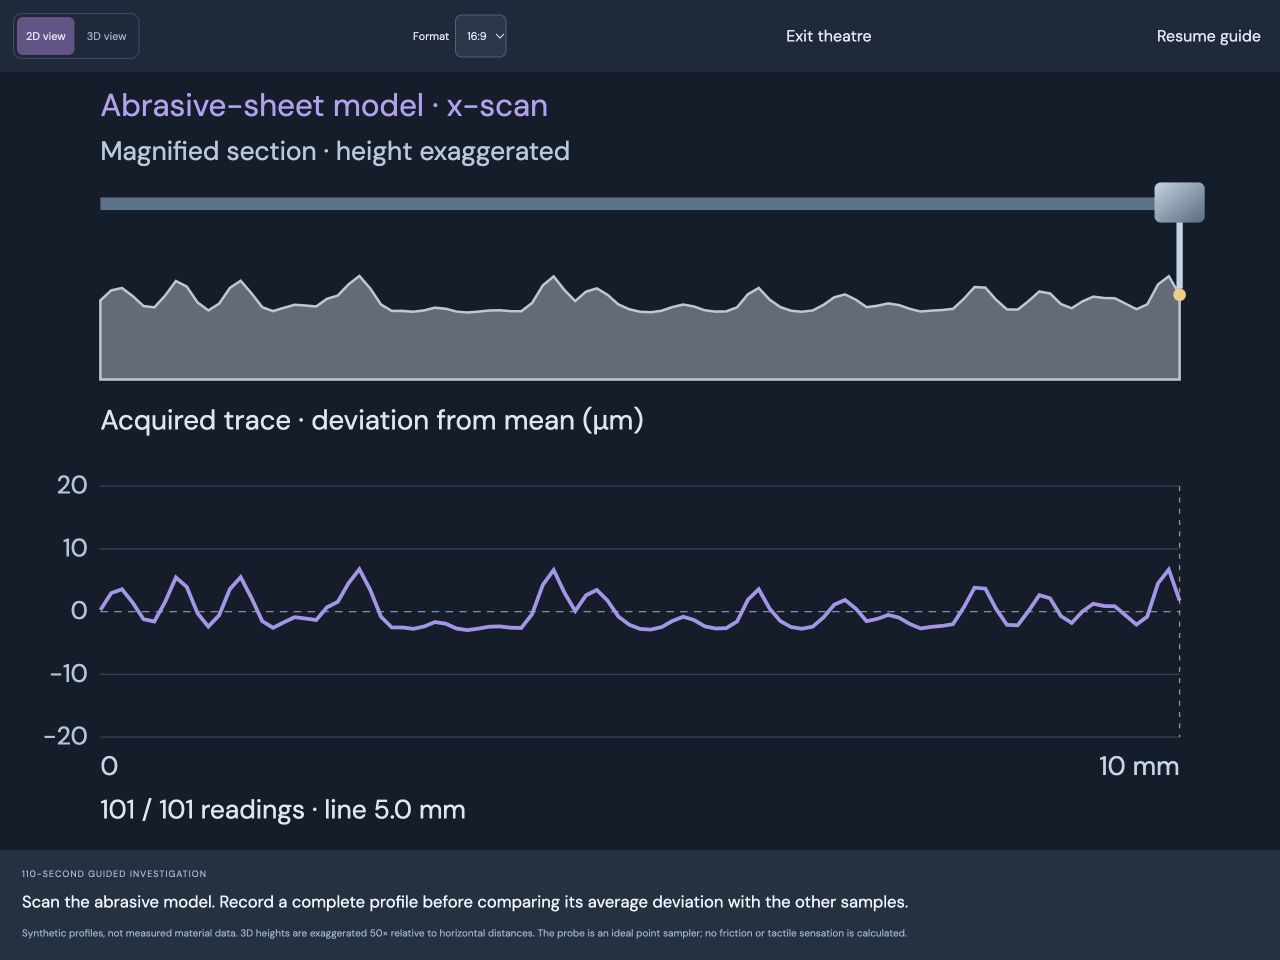 2D view 3D view Format 16:9 Exit theatre Resume guide
Abrasive-sheet model · x-scan
Magnified section · height exaggerated
Acquired trace · deviation from mean (μm)
20
10
0
−10
−20
0 10 mm
101 / 101 readings · line 5.0 mm
110-SECOND GUIDED INVESTIGATION
Scan the abrasive model. Record a complete profile before comparing its average deviation with the other samples.
Synthetic profiles, not measured material data. 3D heights are exaggerated 50× relative to horizontal distances. The probe is an ideal point sampler; no friction or tactile sensation is calculated.